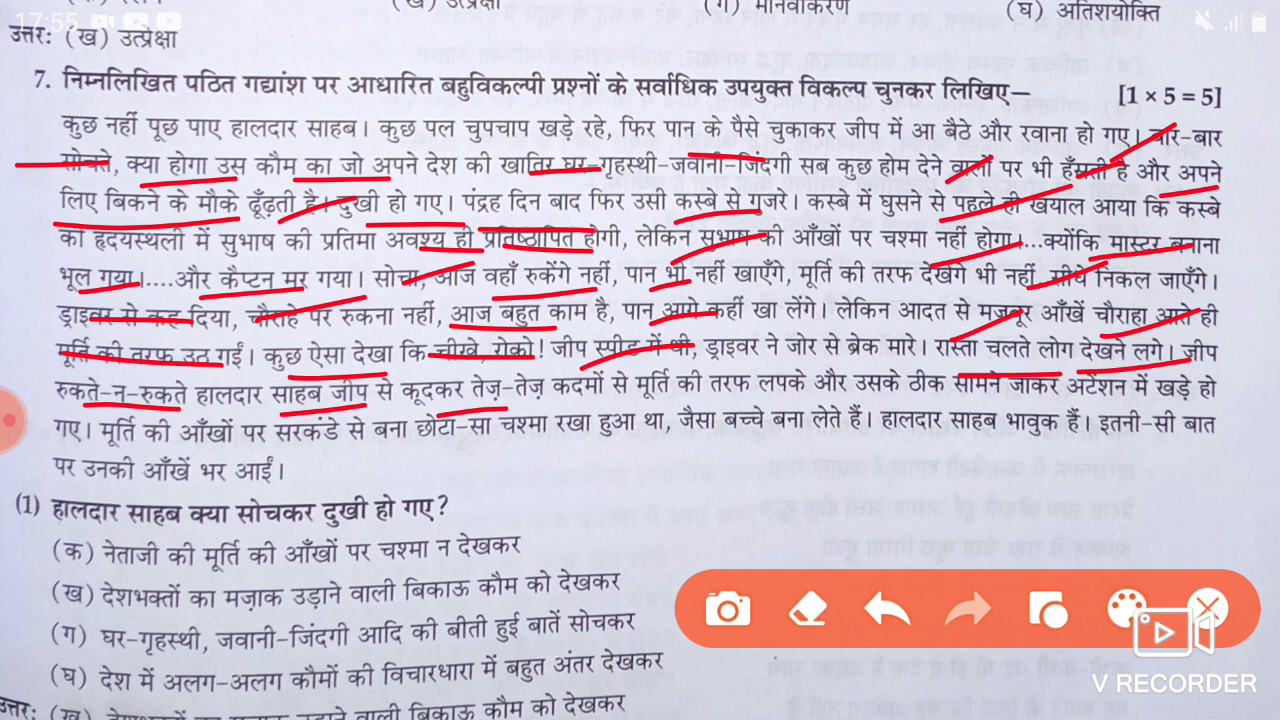 17:55
(ख) उत्प्रेक्षा (ग) मानवीकरण (घ) अतिशयोक्ति
उत्तर: (ख) उत्प्रेक्षा
7. निम्नलिखित पठित गद्यांश पर आधारित बहुविकल्पी प्रश्नों के सर्वाधिक उपयुक्त विकल्प चुनकर लिखिए— [1 × 5 = 5]
कुछ नहीं पूछ पाए हालदार साहब। कुछ पल चुपचाप खड़े रहे, फिर पान के पैसे चुकाकर जीप में आ बैठे और रवाना हो गए। बार-बार
सोचते, क्या होगा उस कौम का जो अपने देश की खातिर घर-गृहस्थी-जवानी-जिंदगी सब कुछ होम देने वालों पर भी हँसती है और अपने
लिए बिकने के मौके ढूँढ़ती है। दुखी हो गए। पंद्रह दिन बाद फिर उसी कस्बे से गुजरे। कस्बे में घुसने से पहले ही खयाल आया कि कस्बे
की हृदयस्थली में सुभाष की प्रतिमा अवश्य ही प्रतिष्ठापित होगी, लेकिन सुभाष की आँखों पर चश्मा नहीं होगा।...क्योंकि मास्टर बनाना
भूल गया।....और कैप्टन मर गया। सोचा, आज वहाँ रुकेंगे नहीं, पान भी नहीं खाएँगे, मूर्ति की तरफ देखेंगे भी नहीं, सीधे निकल जाएँगे।
ड्राइवर से कह दिया, चौराहे पर रुकना नहीं, आज बहुत काम है, पान आगे कहीं खा लेंगे। लेकिन आदत से मजबूर आँखें चौराहा आते ही
मूर्ति की तरफ उठ गईं। कुछ ऐसा देखा कि चीखे, रोको! जीप स्पीड में थी, ड्राइवर ने जोर से ब्रेक मारे। रास्ता चलते लोग देखने लगे। जीप
रुकते-न-रुकते हालदार साहब जीप से कूदकर तेज़-तेज़ कदमों से मूर्ति की तरफ लपके और उसके ठीक सामने जाकर अटेंशन में खड़े हो
गए। मूर्ति की आँखों पर सरकंडे से बना छोटा-सा चश्मा रखा हुआ था, जैसा बच्चे बना लेते हैं। हालदार साहब भावुक हैं। इतनी-सी बात
पर उनकी आँखें भर आईं।
(1) हालदार साहब क्या सोचकर दुखी हो गए?
(क) नेताजी की मूर्ति की आँखों पर चश्मा न देखकर
(ख) देशभक्तों का मज़ाक उड़ाने वाली बिकाऊ कौम को देखकर
(ग) घर-गृहस्थी, जवानी-जिंदगी आदि की बीती हुई बातें सोचकर
(घ) देश में अलग-अलग कौमों की विचारधारा में बहुत अंतर देखकर
उत्तर: (ख) देशभक्तों का मज़ाक उड़ाने वाली बिकाऊ कौम को देखकर
V RECORDER